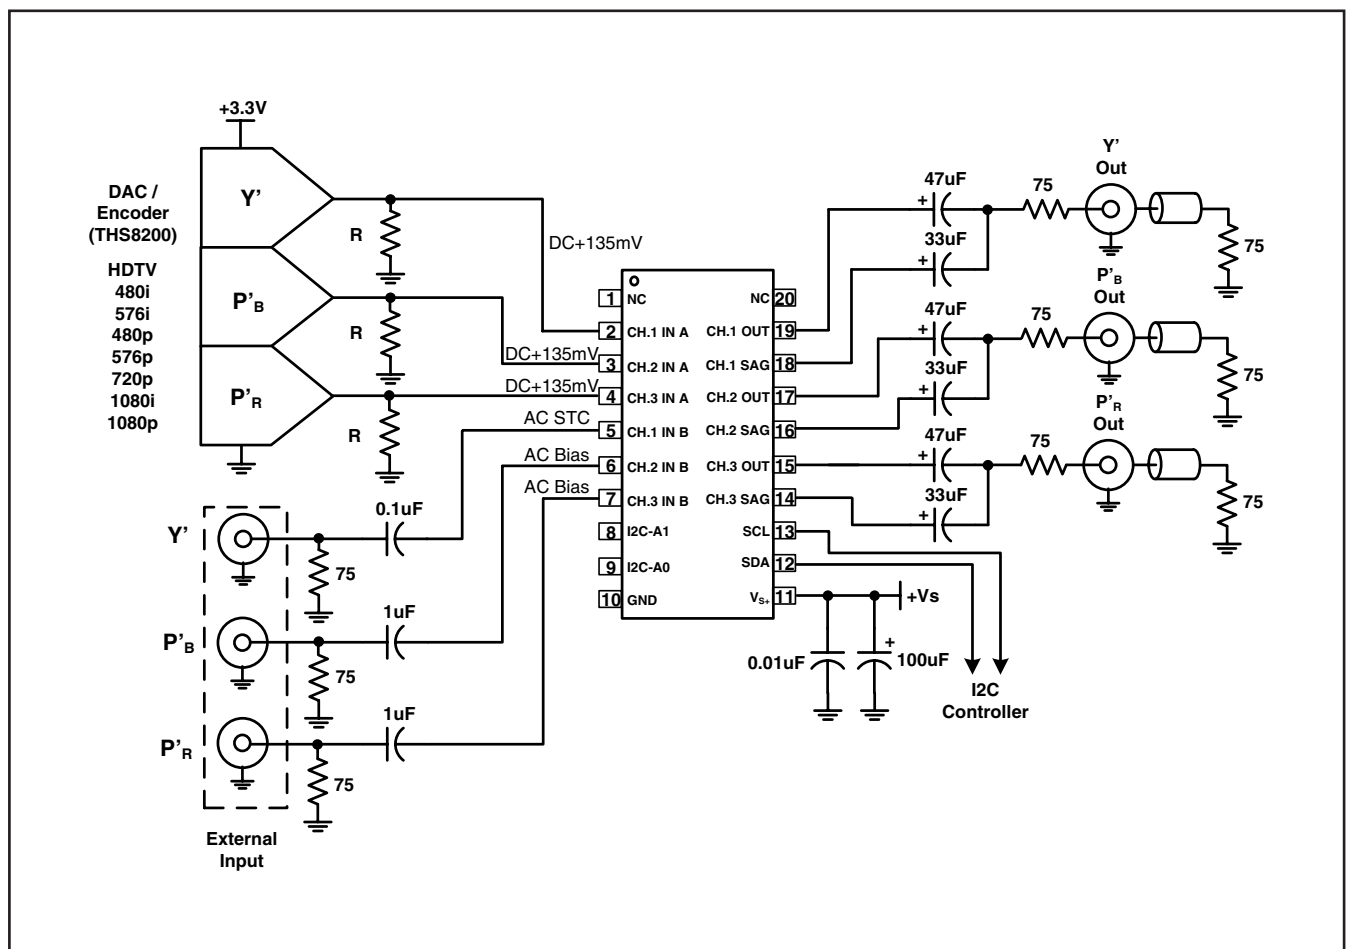 +3.3V
DAC /
Encoder
(THS8200)
HDTV
480i
576i
480p
576p
720p
1080i
1080p
Y'
P'B
P'R
R
R
R
DC+135mV
DC+135mV
DC+135mV
AC STC
AC Bias
AC Bias
Y'
P'B
P'R
0.1uF
1uF
1uF
75
75
75
External
Input
1 NC
2 CH.1 IN A
3 CH.2 IN A
4 CH.3 IN A
5 CH.1 IN B
6 CH.2 IN B
7 CH.3 IN B
8 I2C-A1
9 I2C-A0
10 GND
NC 20
CH.1 OUT 19
CH.1 SAG 18
CH.2 OUT 17
CH.2 SAG 16
CH.3 OUT 15
CH.3 SAG 14
SCL 13
SDA 12
VS+ 11
+Vs
0.01uF
+
100uF
I2C
Controller
47uF
+
33uF
+
75
Y'
Out
75
47uF
+
33uF
+
75
P'B
Out
75
47uF
+
33uF
+
75
P'R
Out
75